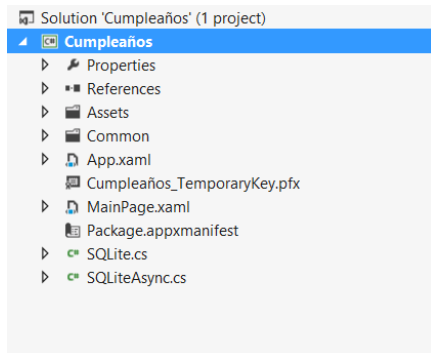 Solution 'Cumpleaños' (1 project)
Cumpleaños
Properties
References
Assets
Common
App.xaml
Cumpleaños_TemporaryKey.pfx
MainPage.xaml
Package.appxmanifest
SQLite.cs
SQLiteAsync.cs